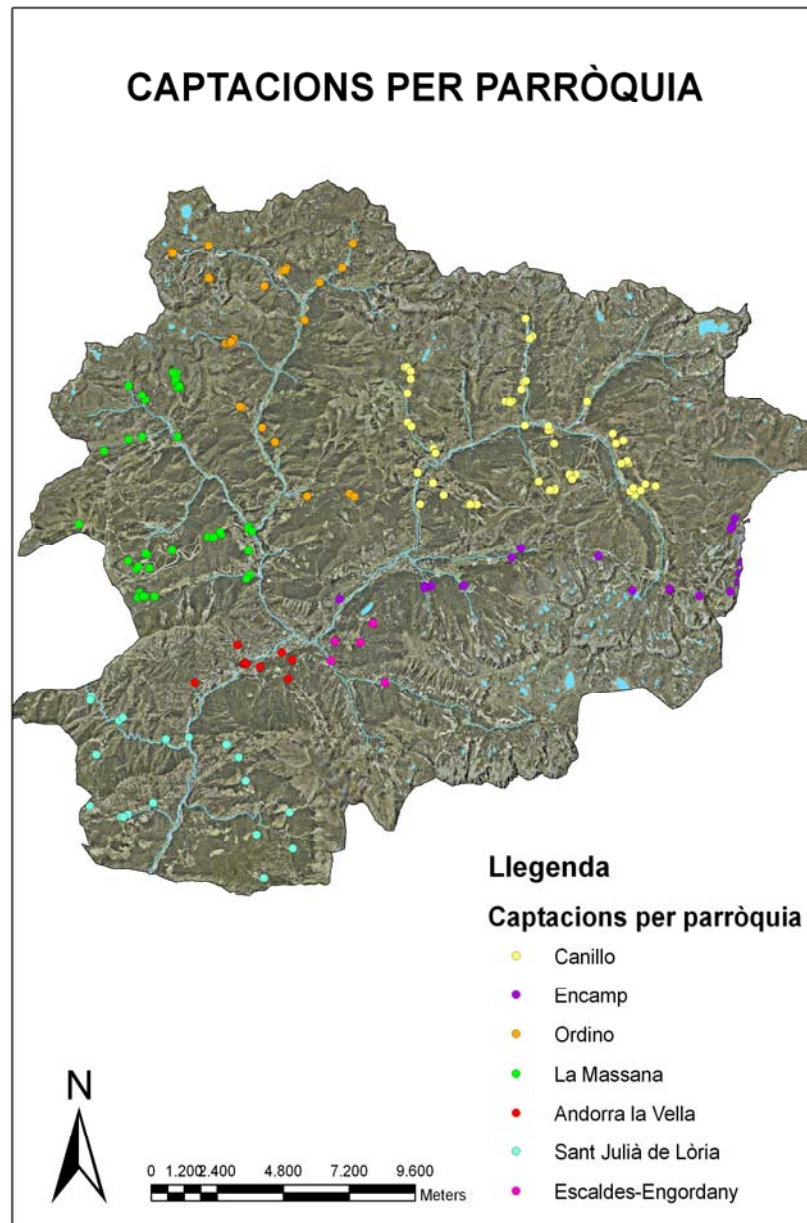 CAPTACIONS PER PARRÒQUIA
Llegenda
Captacions per parròquia
Canillo
Encamp
Ordino
La Massana
Andorra la Vella
Sant Julià de Lòria
Escaldes-Engordany
N
0 1.200 2.400 4.800 7.200 9.600
Meters